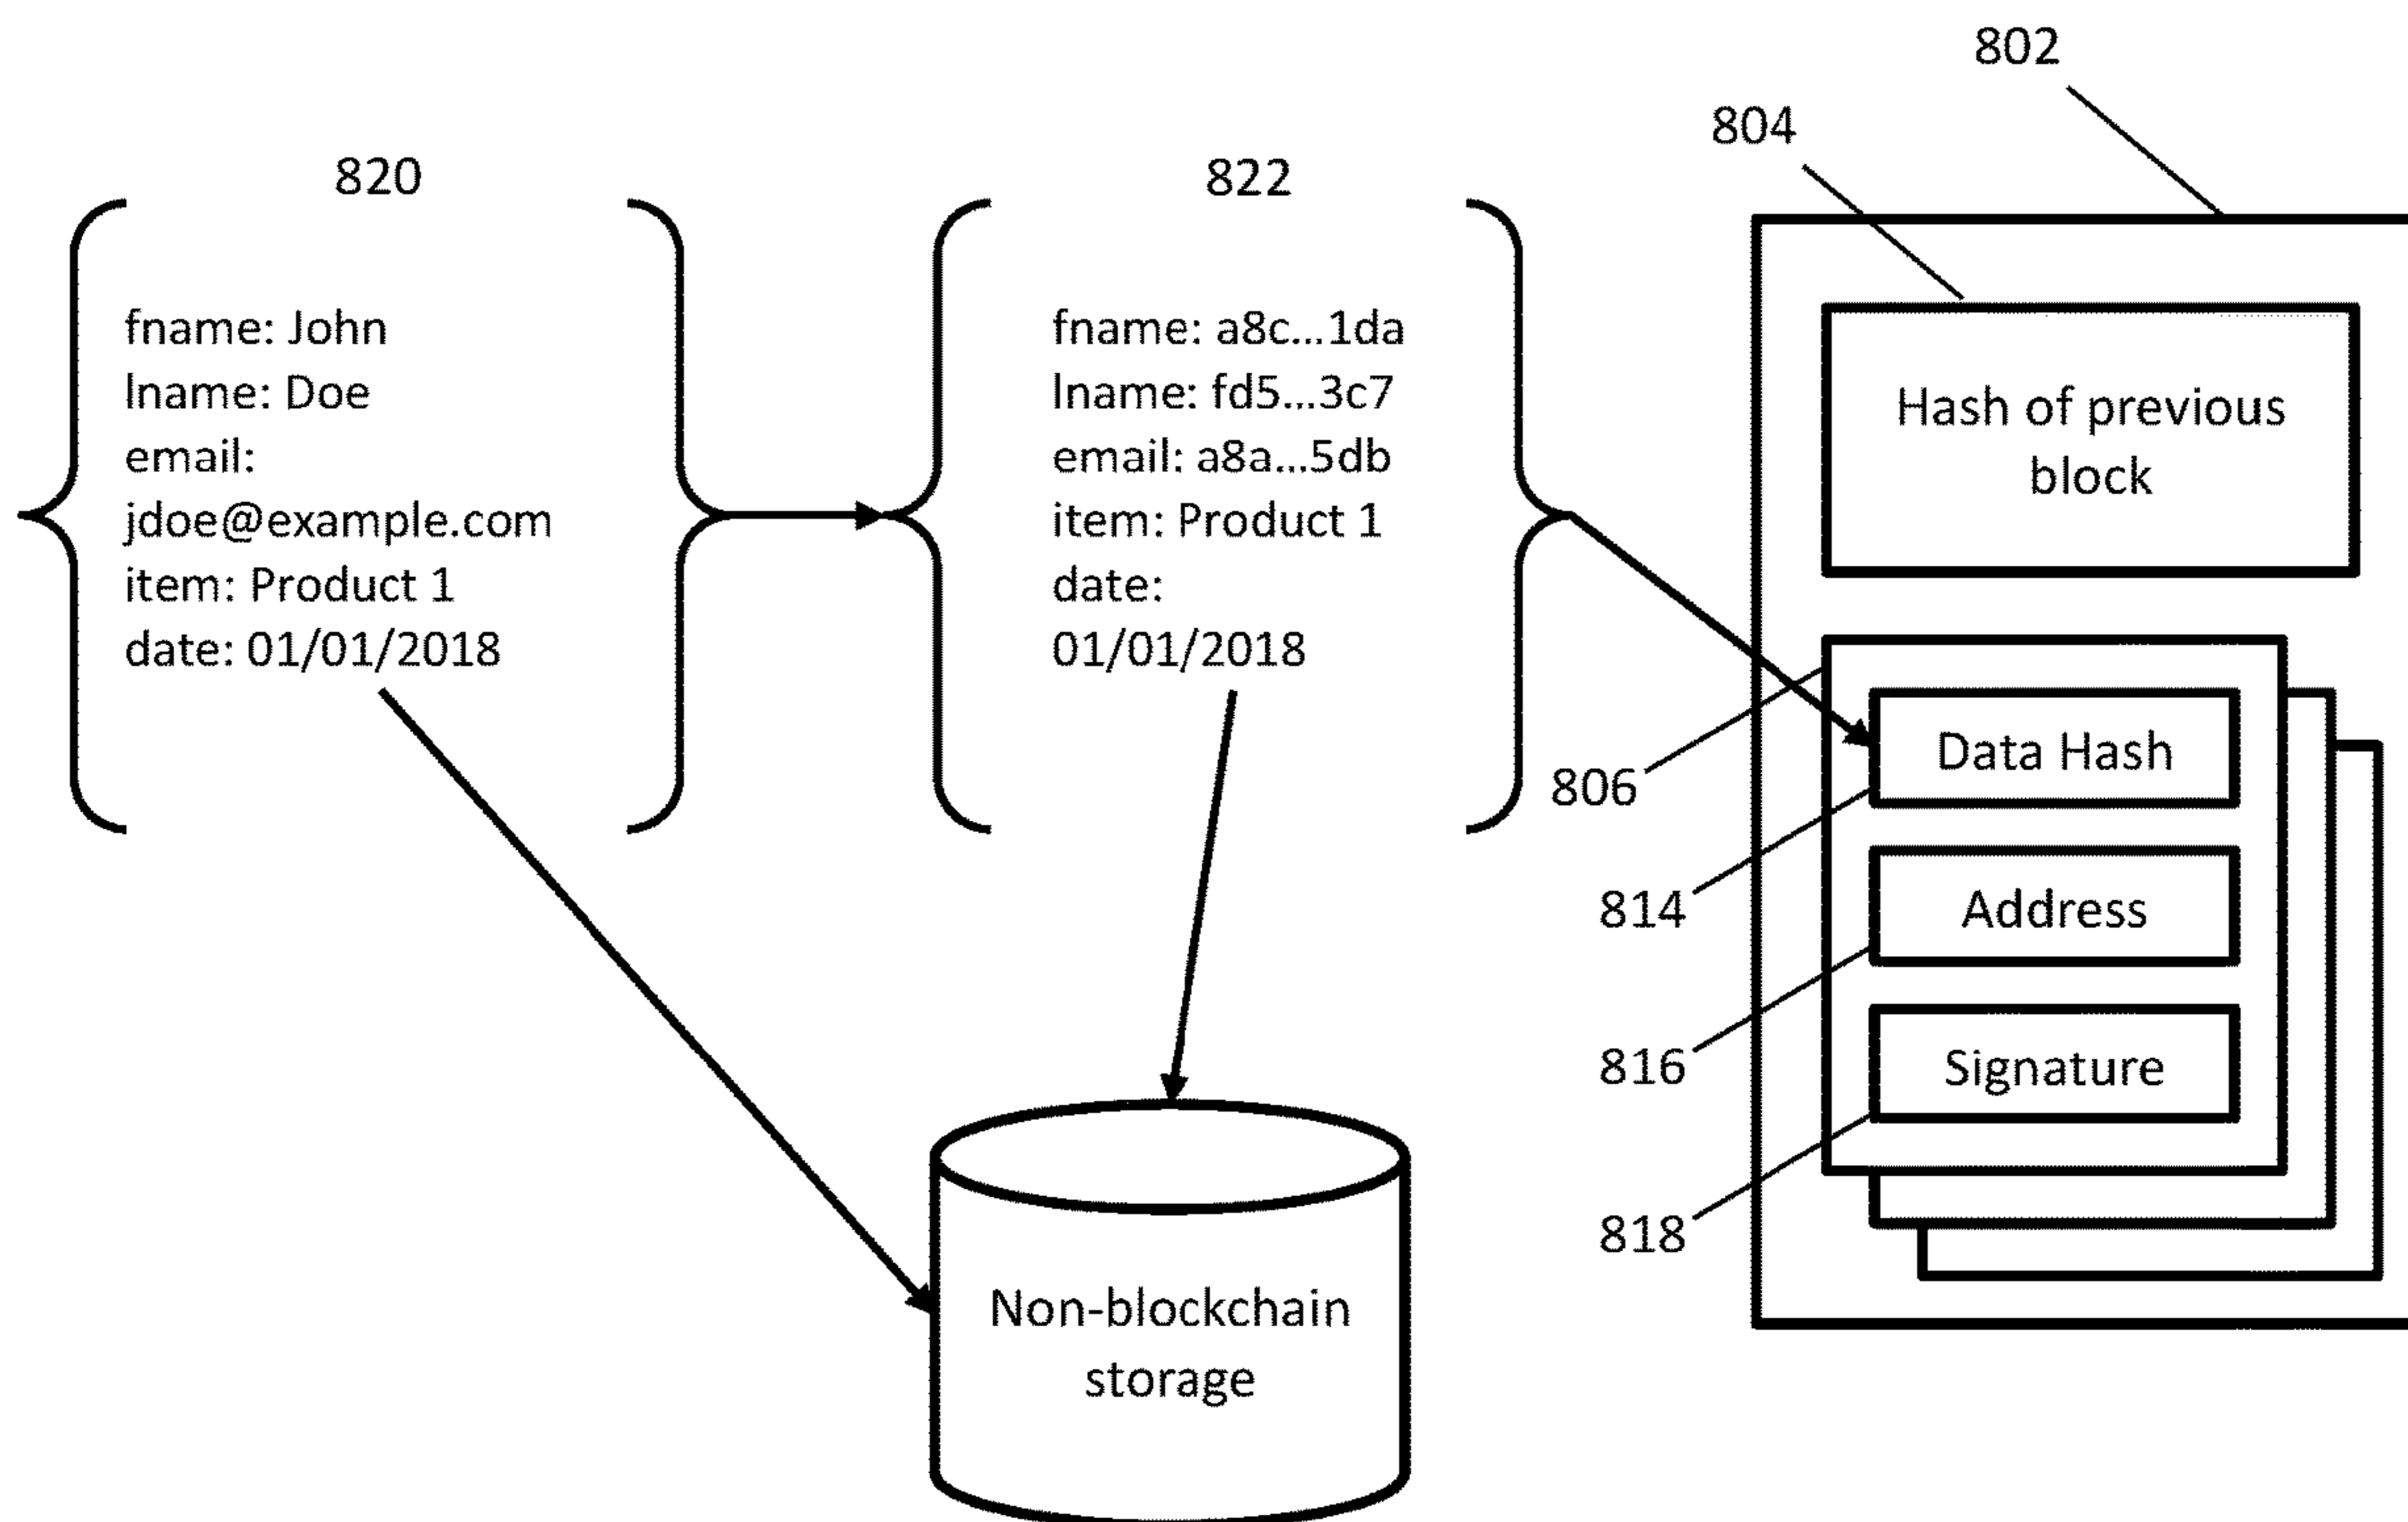 802
804
820
822
fname: John
lname: Doe
email:
jdoe@example.com
item: Product 1
date: 01/01/2018
fname: a8c...1da
lname: fd5...3c7
email: a8a...5db
item: Product 1
date:
01/01/2018
Hash of previous
block
806
Data Hash
814
Address
816
Signature
818
Non-blockchain
storage